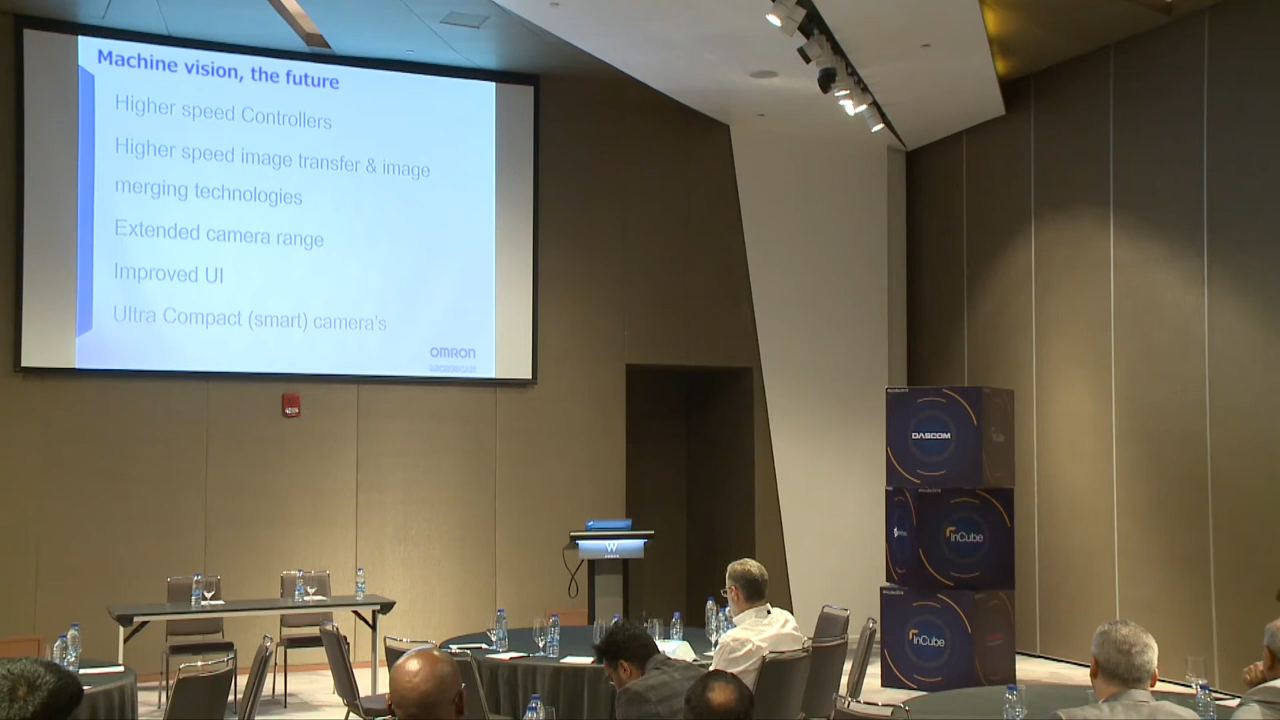 Machine vision, the future
Higher speed Controllers
Higher speed image transfer & image
merging technologies
Extended camera range
Improved UI
Ultra Compact (smart) camera's
OMRON
MICROSCAN
DASCOM
inCube
W
inCube